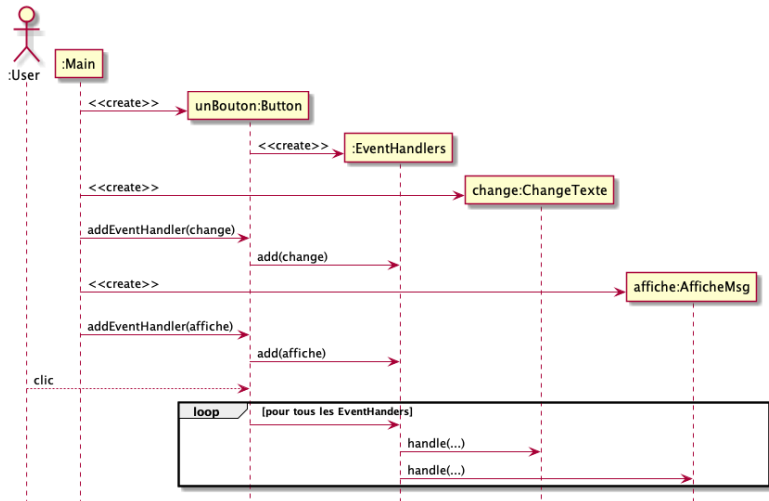 :User
:Main
<<create>>
unBouton:Button
<<create>>
:EventHandlers
<<create>>
change:ChangeTexte
addEventHandler(change)
add(change)
<<create>>
affiche:AfficheMsg
addEventHandler(affiche)
add(affiche)
clic
loop
[pour tous les EventHanders]
handle(...)
handle(...)